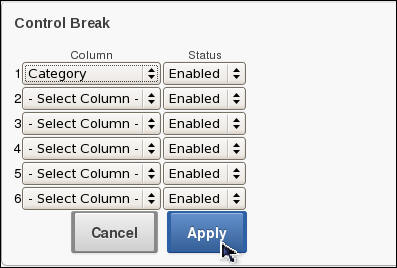 Control Break
Column Status
1 Category Enabled
2 - Select Column - Enabled
3 - Select Column - Enabled
4 - Select Column - Enabled
5 - Select Column - Enabled
6 - Select Column - Enabled
Cancel Apply